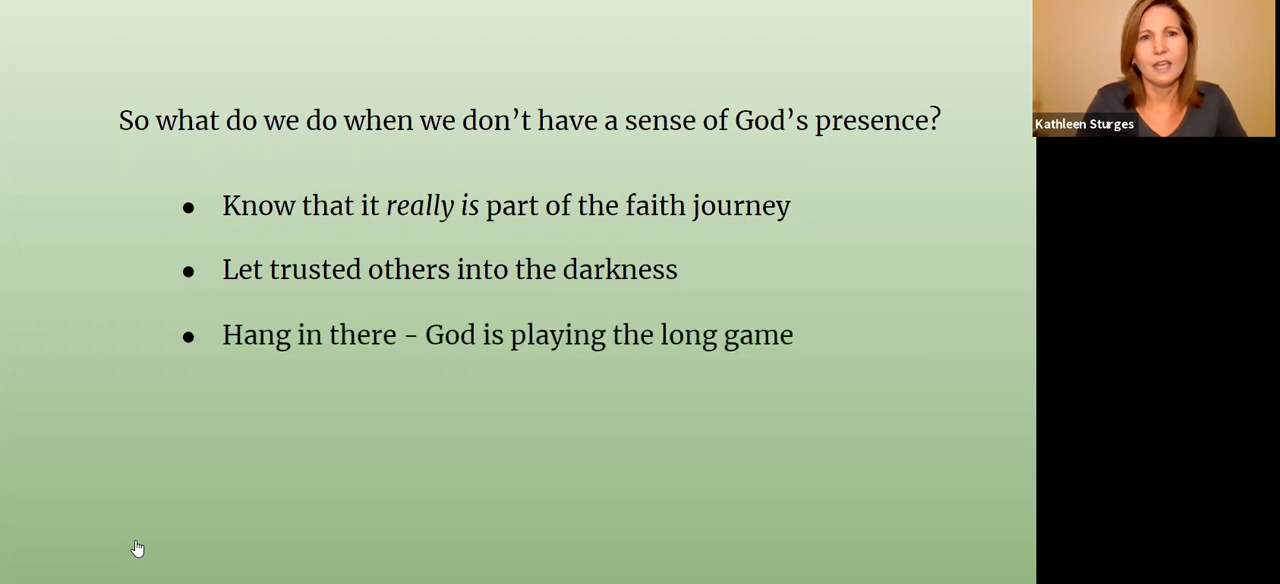 So what do we do when we don’t have a sense of God’s presence?
● Know that it really is part of the faith journey
● Let trusted others into the darkness
● Hang in there - God is playing the long game
Kathleen Sturges